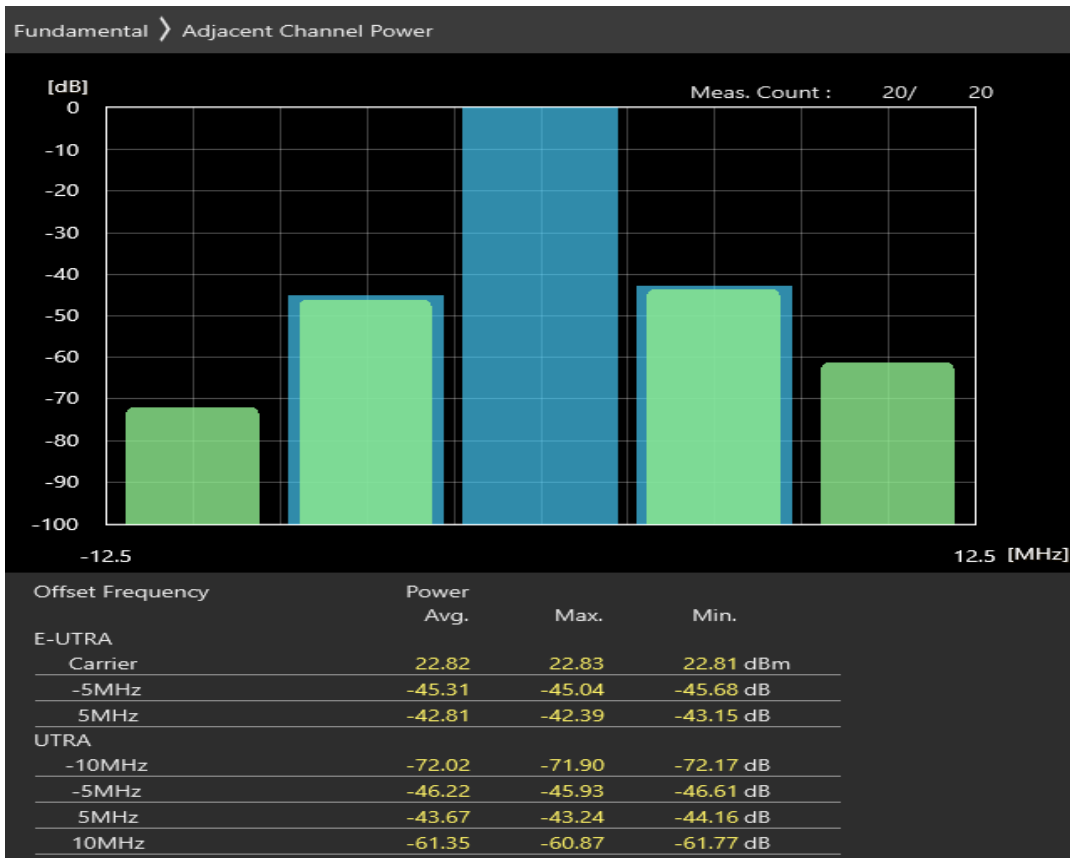 Fundamental 〉 Adjacent Channel Power
[dB]
Meas. Count : 20/ 20
0
-10
-20
-30
-40
-50
-60
-70
-80
-90
-100
-12.5 12.5 [MHz]
Offset Frequency Power
Avg. Max. Min.
E-UTRA
Carrier 22.82 22.83 22.81 dBm
-5MHz -45.31 -45.04 -45.68 dB
5MHz -42.81 -42.39 -43.15 dB
UTRA
-10MHz -72.02 -71.90 -72.17 dB
-5MHz -46.22 -45.93 -46.61 dB
5MHz -43.67 -43.24 -44.16 dB
10MHz -61.35 -60.87 -61.77 dB